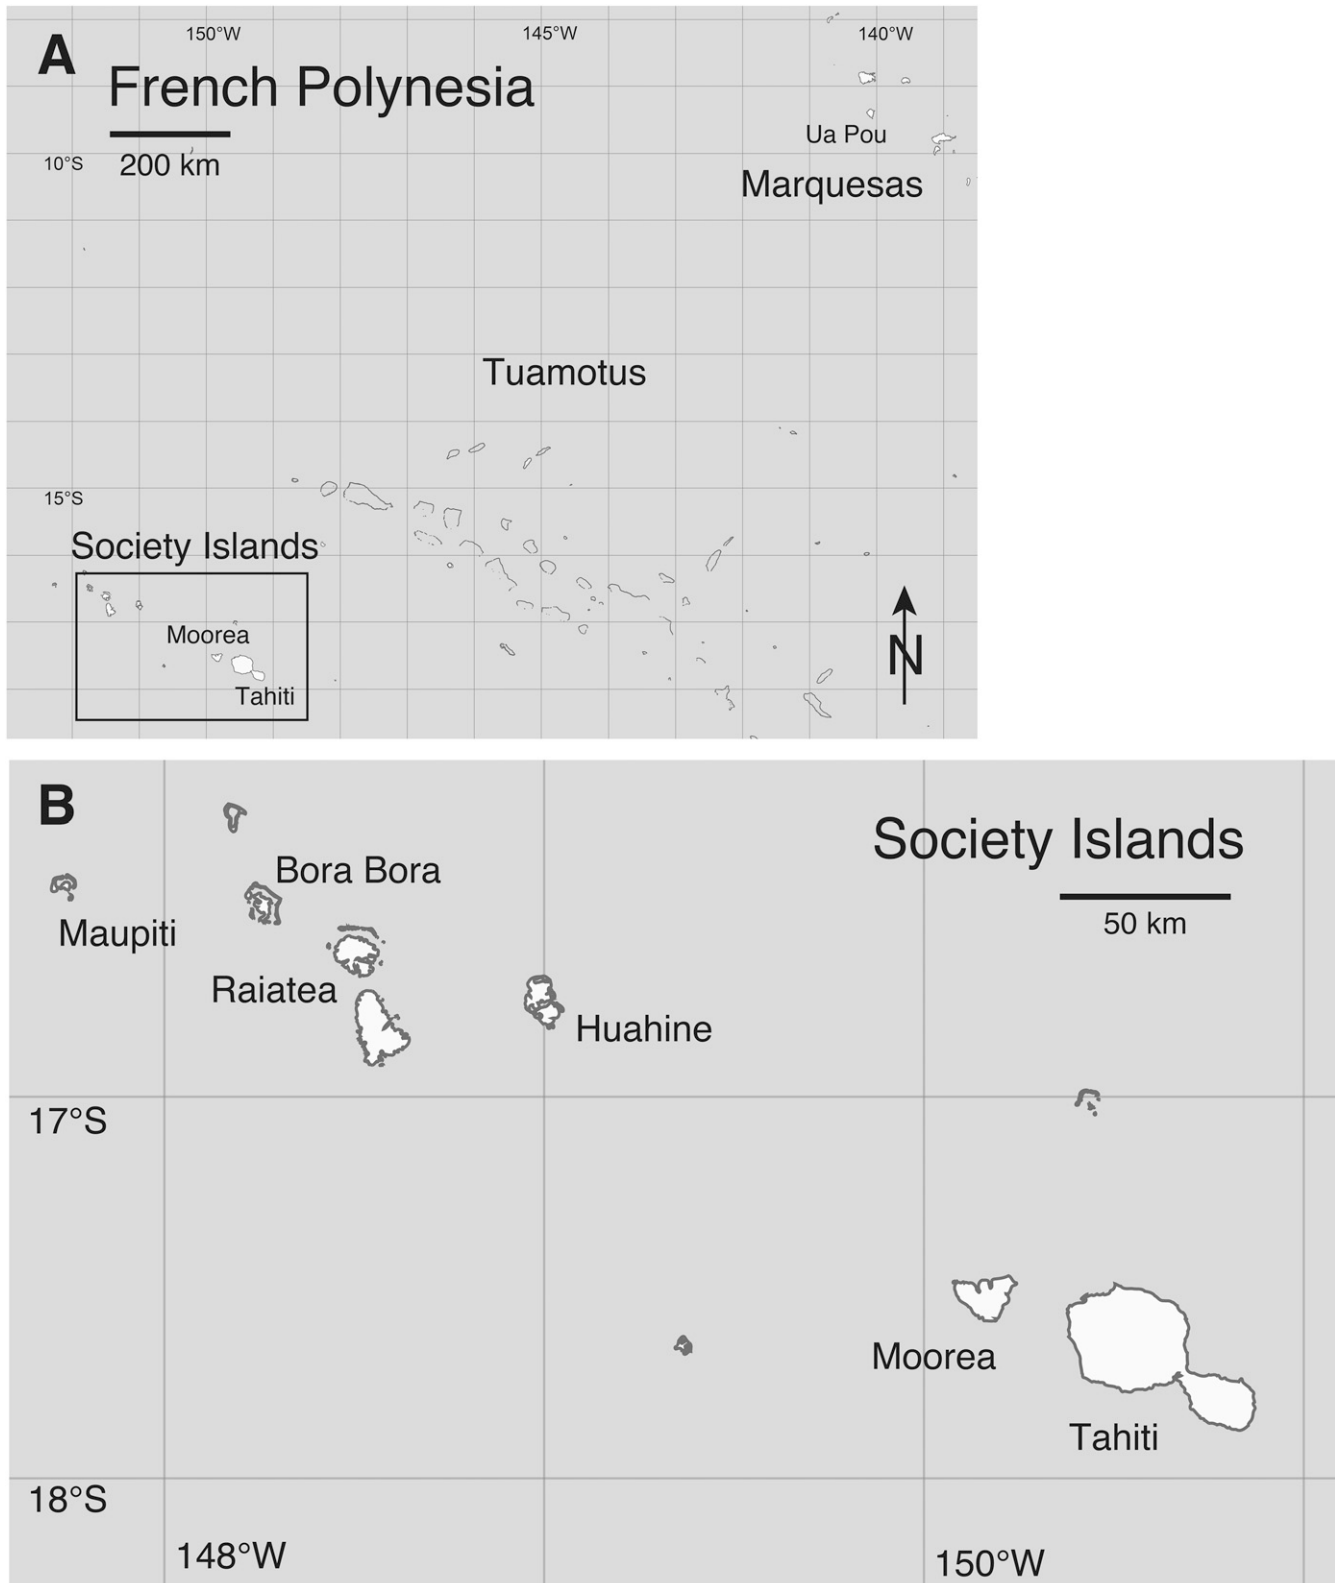 A
150°W
145°W
140°W
French Polynesia
200 km
10°S
Ua Pou
Marquesas
Tuamotus
15°S
Society Islands
Moorea
Tahiti
N
B
Society Islands
50 km
Bora Bora
Maupiti
Raiatea
Huahine
17°S
Moorea
Tahiti
18°S
148°W
150°W